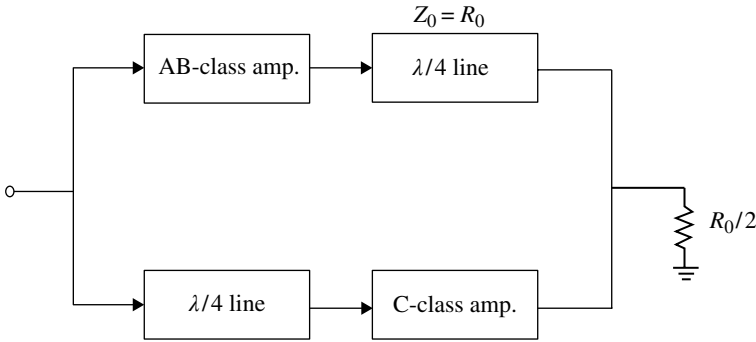 Z₀ = R₀
AB-class amp.
λ/4 line
R₀/2
λ/4 line
C-class amp.